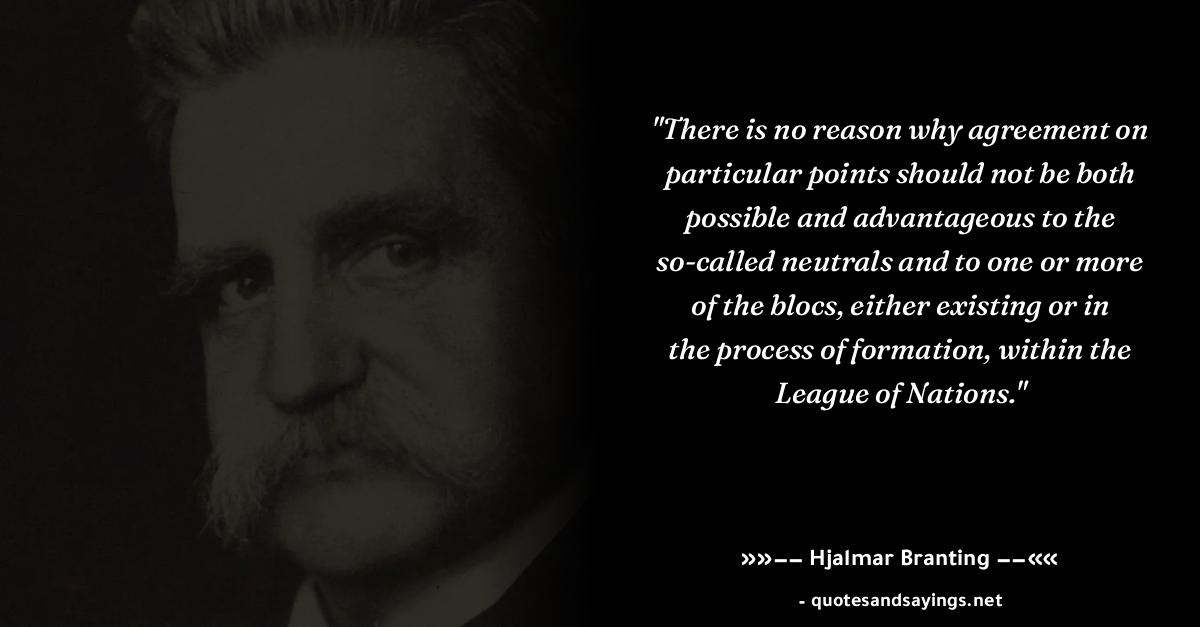 "There is no reason why agreement on
particular points should not be both
possible and advantageous to the
so-called neutrals and to one or more
of the blocs, either existing or in
the process of formation, within the
League of Nations."
»»–– Hjalmar Branting ––««
- quotesandsayings.net